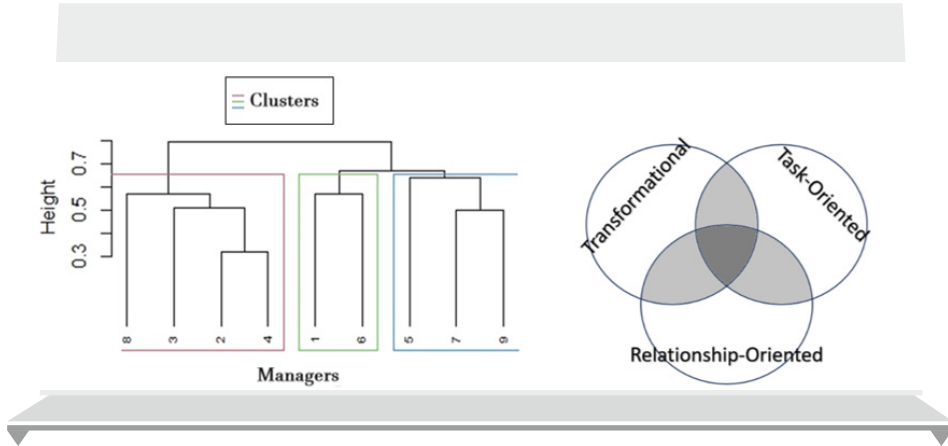 Clusters
Height
0.7
0.5
0.3
8 3 2 4 1 6 5 7 9
Managers
Transformational
Task-Oriented
Relationship-Oriented